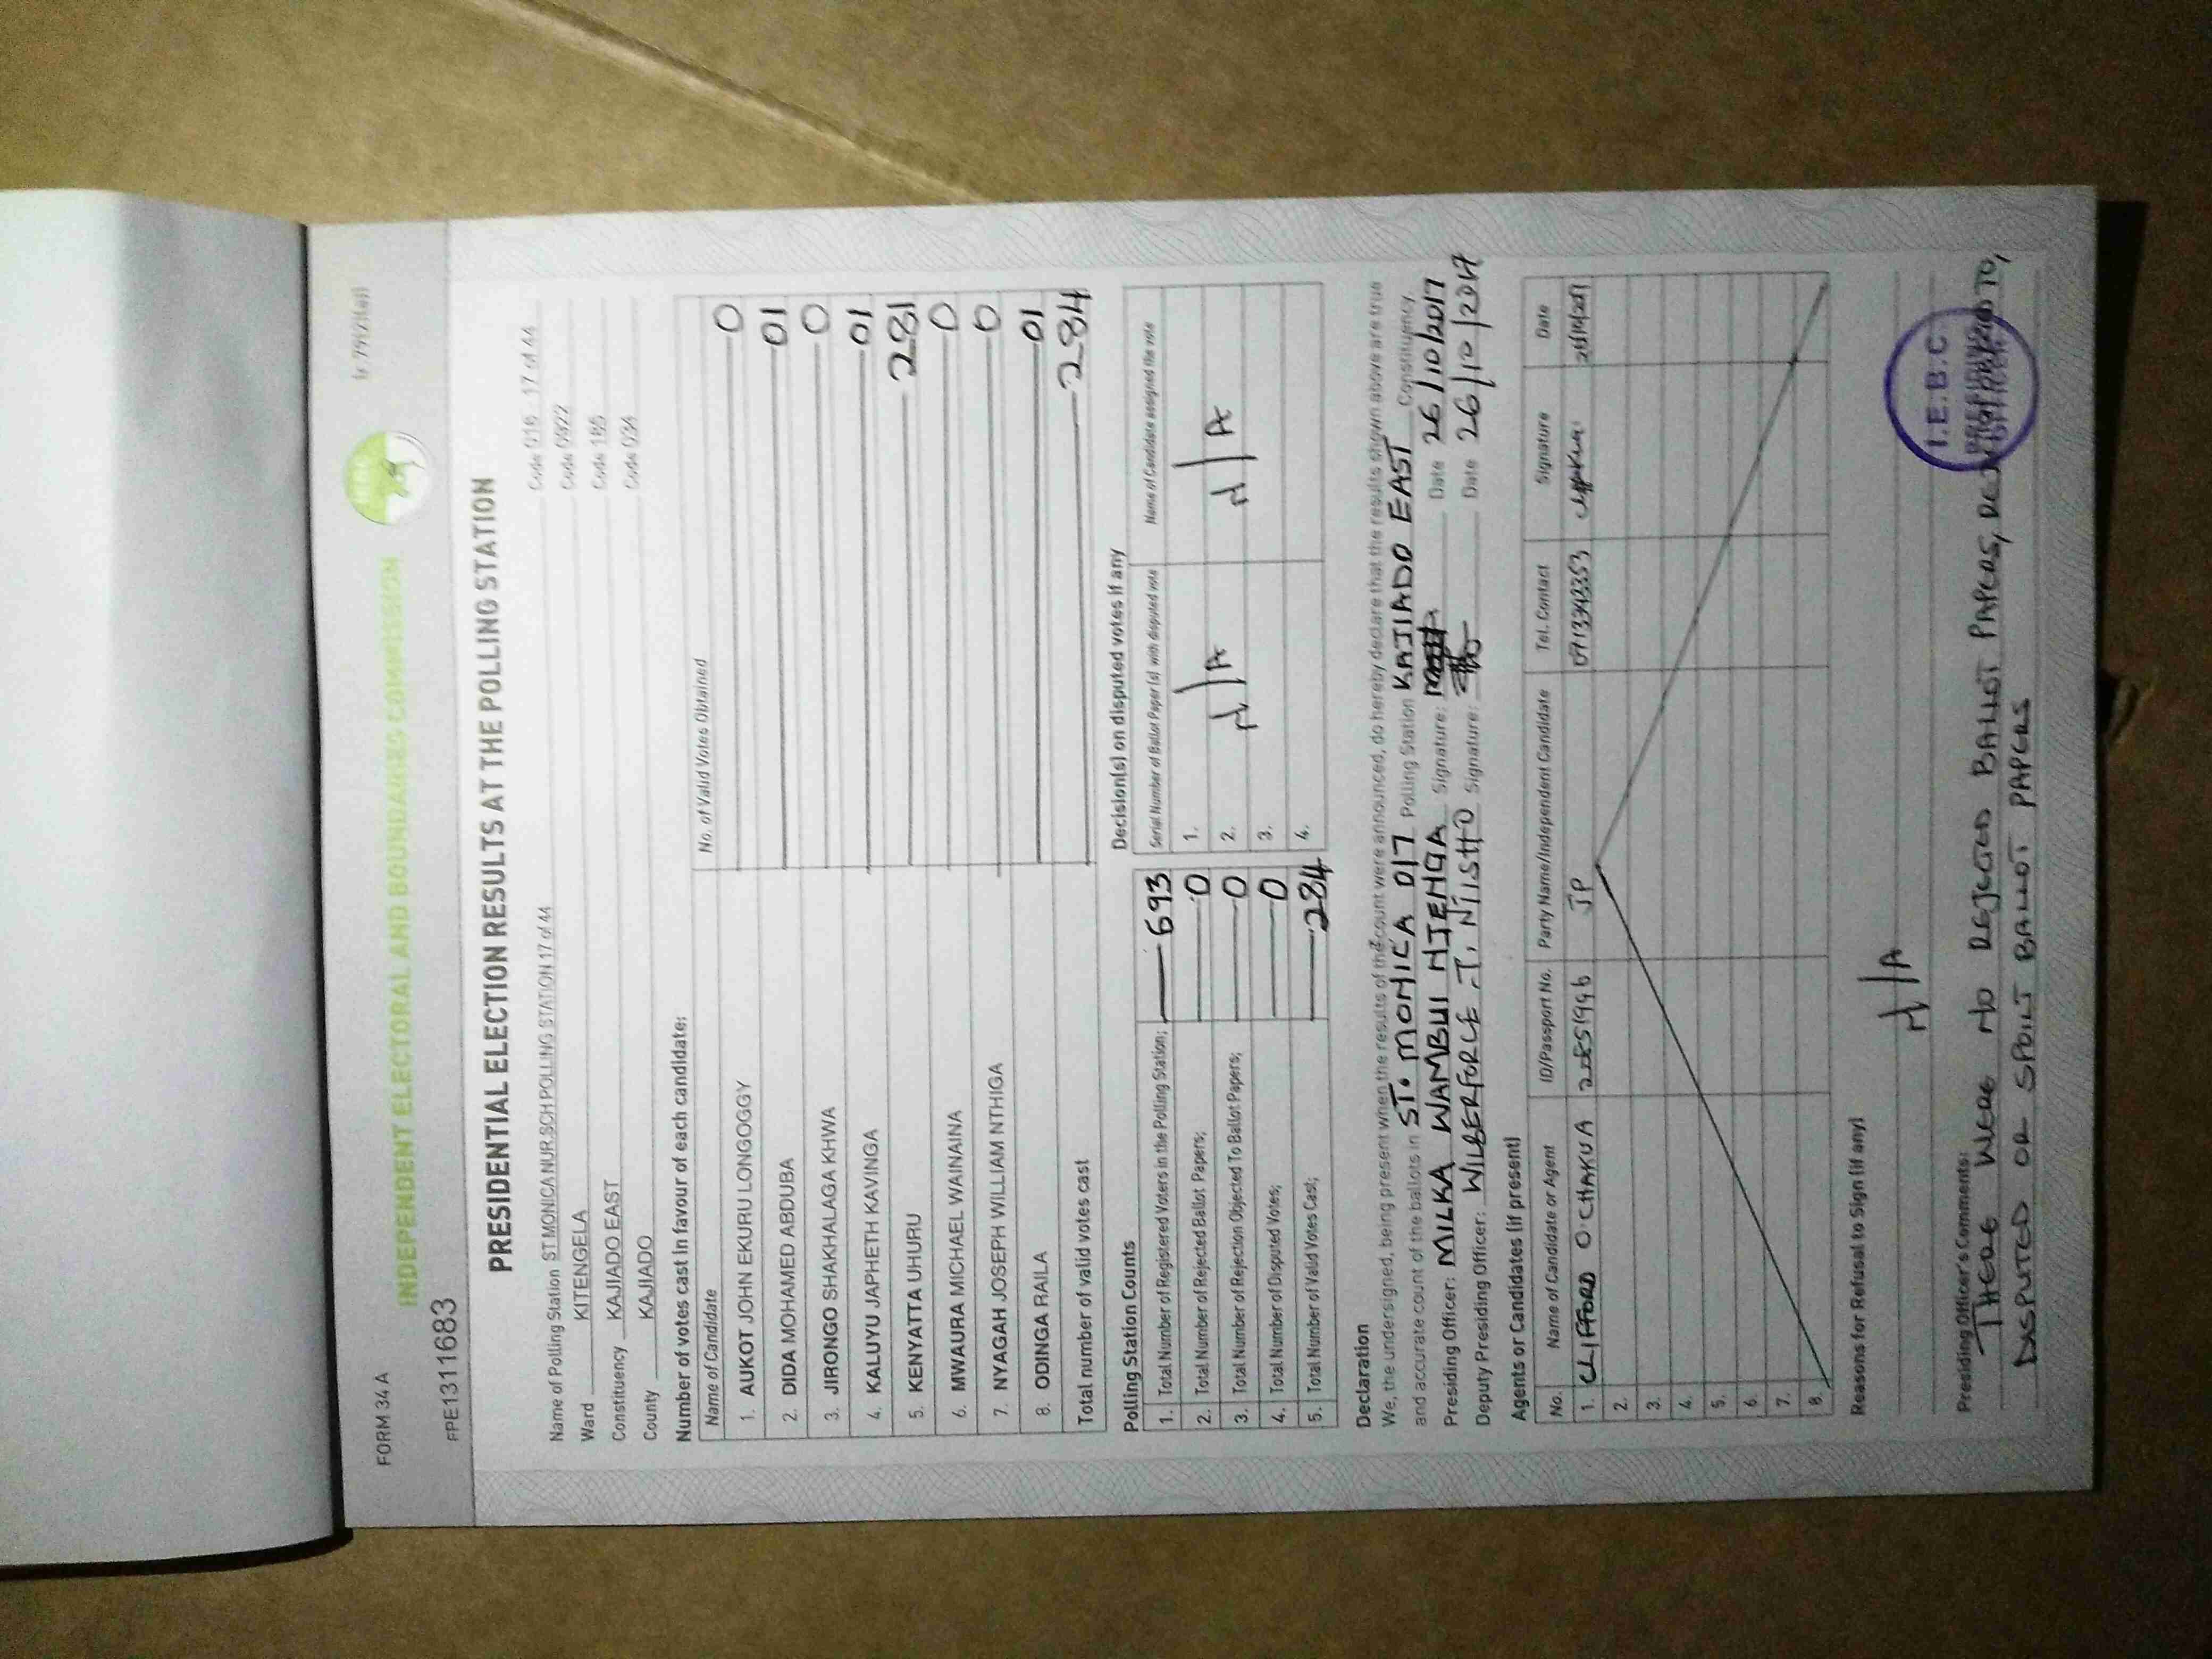 FORM 34 A
INDEPENDENT ELECTORAL AND BOUNDARIES COMMISSION
FPE1311683
PRESIDENTIAL ELECTION RESULTS AT THE POLLING STATION
Name of Polling Station ST MONICA NUR.SCH POLLING STATION 17 of 44 Code 016 17 of 44
Ward KITENGELA Code 0922
Constituency KAJIADO EAST Code 185
County KAJIADO Code 034
Number of votes cast in favour of each candidate:
Name of Candidate No. of Valid Votes Obtained
1. AUKOT JOHN EKURU LONGOGGY 0
2. DIDA MOHAMED ABDUBA 01
3. JIRONGO SHAKHALAGA KHWA 0
4. KALUYU JAPHETH KAVINGA 01
5. KENYATTA UHURU 281
6. MWAURA MICHAEL WAINAINA 0
7. NYAGAH JOSEPH WILLIAM NTHIGA 0
8. ODINGA RAILA 01
Total number of valid votes cast 284
Polling Station Counts
1. Total Number of Registered Voters in the Polling Station; 693
2. Total Number of Rejected Ballot Papers; 0
3. Total Number of Rejection Objected To Ballot Papers; 0
4. Total Number of Disputed Votes; 0
5. Total Number of Valid Votes Cast; 284
Decision(s) on disputed votes if any
Serial Number of Ballot Paper(s) with disputed vote Name of Candidate assigned the vote
1.
2. N/A N/A
3.
4.
Declaration
We, the undersigned, being present when the results of the count were announced, do hereby declare that the results shown above are true
and accurate count of the ballots in ST. MONICA 017 Polling Station KAJIADO EAST Constituency.
Presiding Officer: MILKA WAMBUI NJENGA Signature: Date 26/10/2017
Deputy Presiding Officer: WILBERFORCE .T. Signature: Date 26/10/2017
Agents or Candidates (if present)
No. Name of Candidate or Agent ID/Passport No. Party Name/Independent Candidate Tel. Contact Signature Date
1. CLIFFORD O. CHAKUA JP
2.
3.
4.
5.
6.
7.
8.
Reasons for Refusal to Sign (if any)
N/A
Presiding Officer's Comments:
THERE WERE NO REJECTED BALLOT PAPERS, TO,
DISPUTED OR SPOILT BALLOT PAPERS
I.E.B.C
PRESIDING
OFFICER